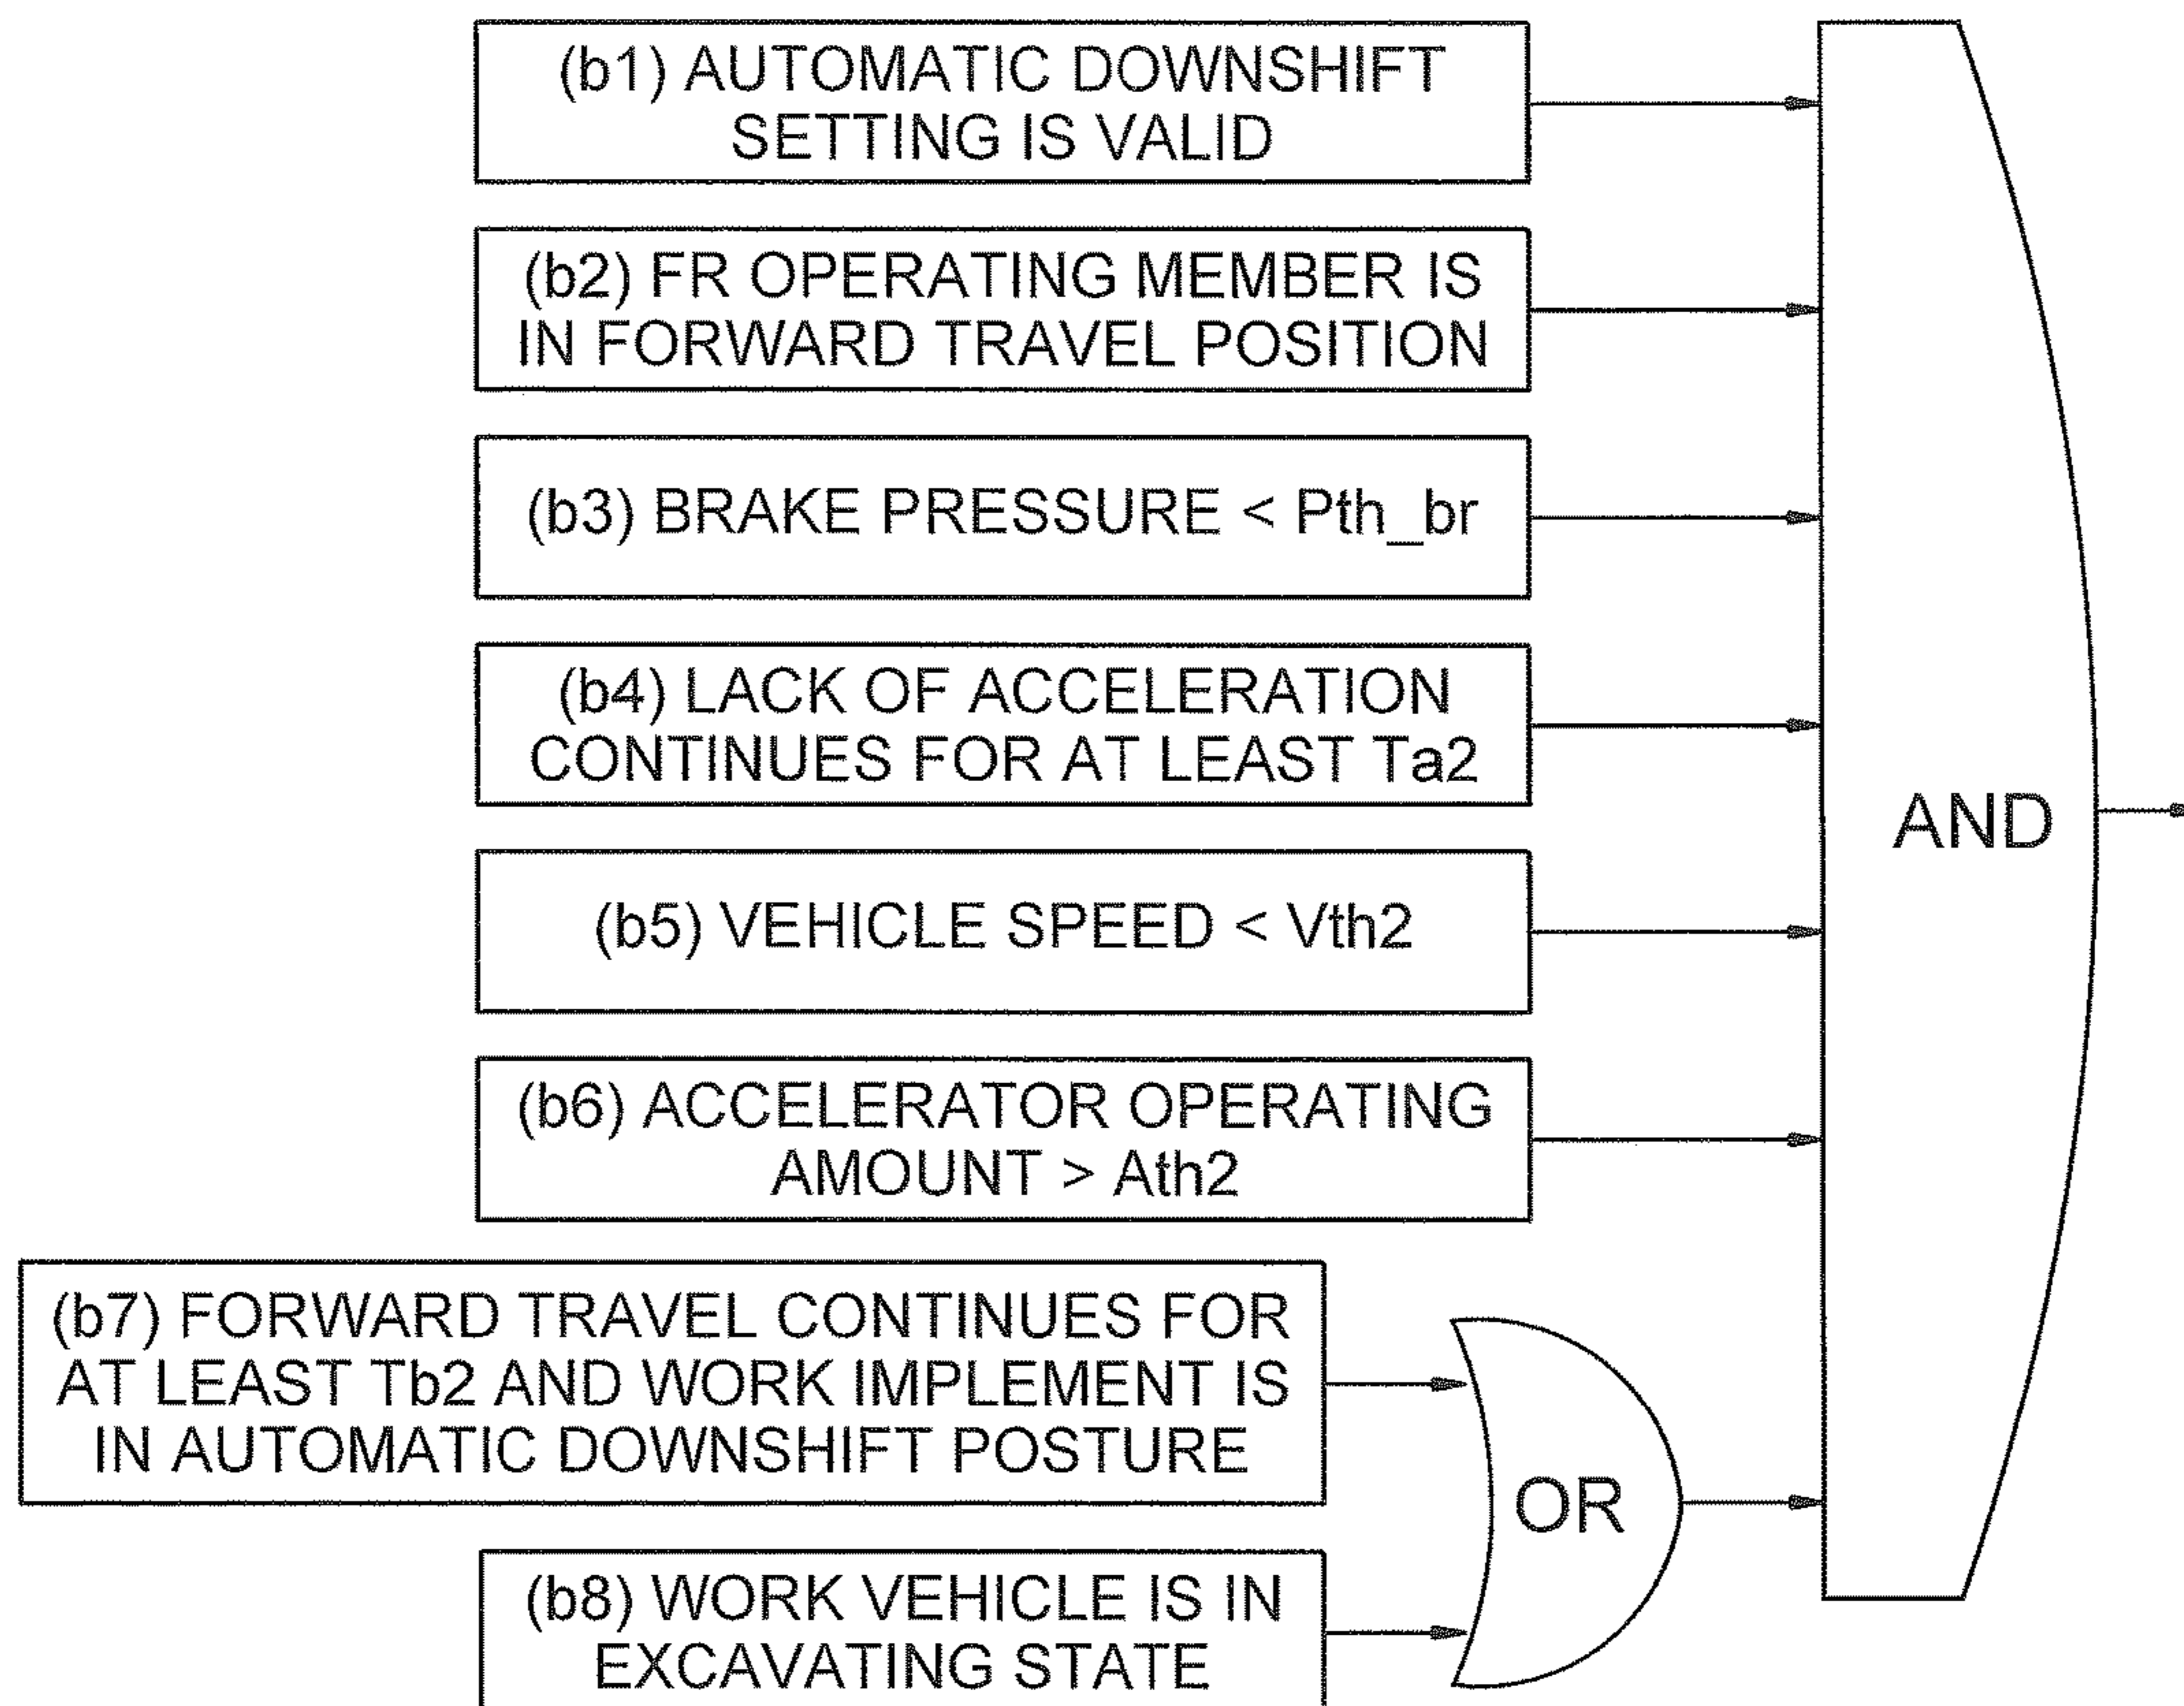 (b1) AUTOMATIC DOWNSHIFT
SETTING IS VALID
(b2) FR OPERATING MEMBER IS
IN FORWARD TRAVEL POSITION
(b3) BRAKE PRESSURE < Pth_br
(b4) LACK OF ACCELERATION
CONTINUES FOR AT LEAST Ta2
(b5) VEHICLE SPEED < Vth2
(b6) ACCELERATOR OPERATING
AMOUNT > Ath2
(b7) FORWARD TRAVEL CONTINUES FOR
AT LEAST Tb2 AND WORK IMPLEMENT IS
IN AUTOMATIC DOWNSHIFT POSTURE
(b8) WORK VEHICLE IS IN
EXCAVATING STATE
OR
AND